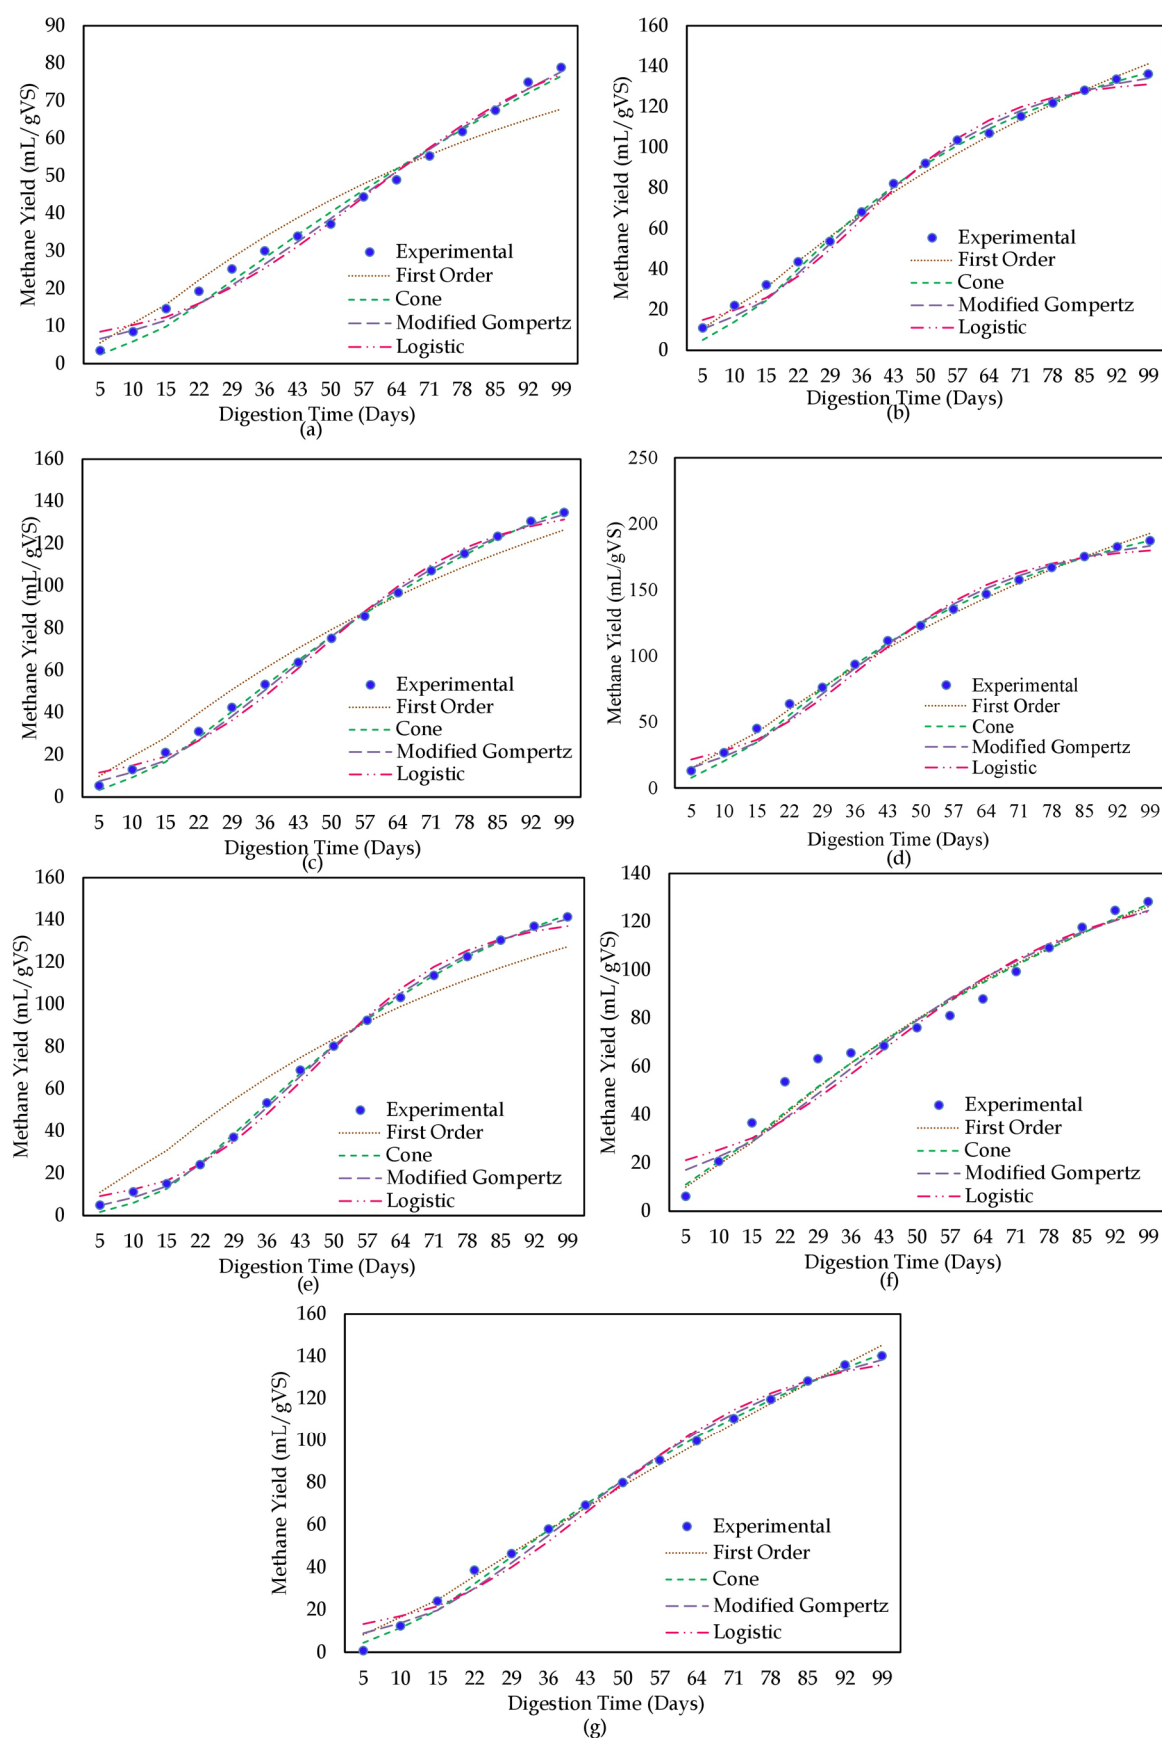 90
80
70
60
50
40
30
20
10
0
Methane Yield (mL/gVS)
Experimental
First Order
Cone
Modified Gompertz
Logistic
5 10 15 22 29 36 43 50 57 64 71 78 85 92 99
Digestion Time (Days)
(a)
160
140
120
100
80
60
40
20
0
Methane Yield (mL/gVS)
Experimental
First Order
Cone
Modified Gompertz
Logistic
5 10 15 22 29 36 43 50 57 64 71 78 85 92 99
Digestion Time (Days)
(b)
160
140
120
100
80
60
40
20
0
Methane Yield (mL/gVS)
Experimental
First Order
Cone
Modified Gompertz
Logistic
5 10 15 22 29 36 43 50 57 64 71 78 85 92 99
Digestion Time (Days)
(c)
250
200
150
100
50
0
Methane Yield (mL/gVS)
Experimental
First Order
Cone
Modified Gompertz
Logistic
5 10 15 22 29 36 43 50 57 64 71 78 85 92 99
Digestion Time (Days)
(d)
160
140
120
100
80
60
40
20
0
Methane Yield (mL/gVS)
Experimental
First Order
Cone
Modified Gompertz
Logistic
5 10 15 22 29 36 43 50 57 64 71 78 85 92 99
Digestion Time (Days)
(e)
140
120
100
80
60
40
20
0
Methane Yield (mL/gVS)
Experimental
First Order
Cone
Modified Gompertz
Logistic
5 10 15 22 29 36 43 50 57 64 71 78 85 92 99
Digestion Time (Days)
(f)
160
140
120
100
80
60
40
20
0
Methane Yield (mL/gVS)
Experimental
First Order
Cone
Modified Gompertz
Logistic
5 10 15 22 29 36 43 50 57 64 71 78 85 92 99
Digestion Time (Days)
(g)